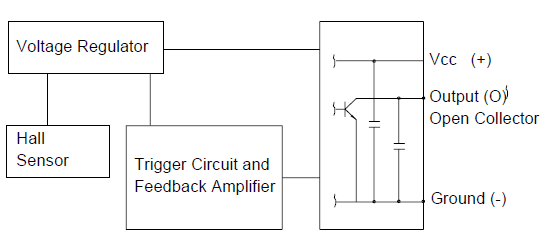 Voltage Regulator
Vcc (+)
Output (O)
Open Collector
Hall
Sensor
Trigger Circuit and
Feedback Amplifier
Ground (-)